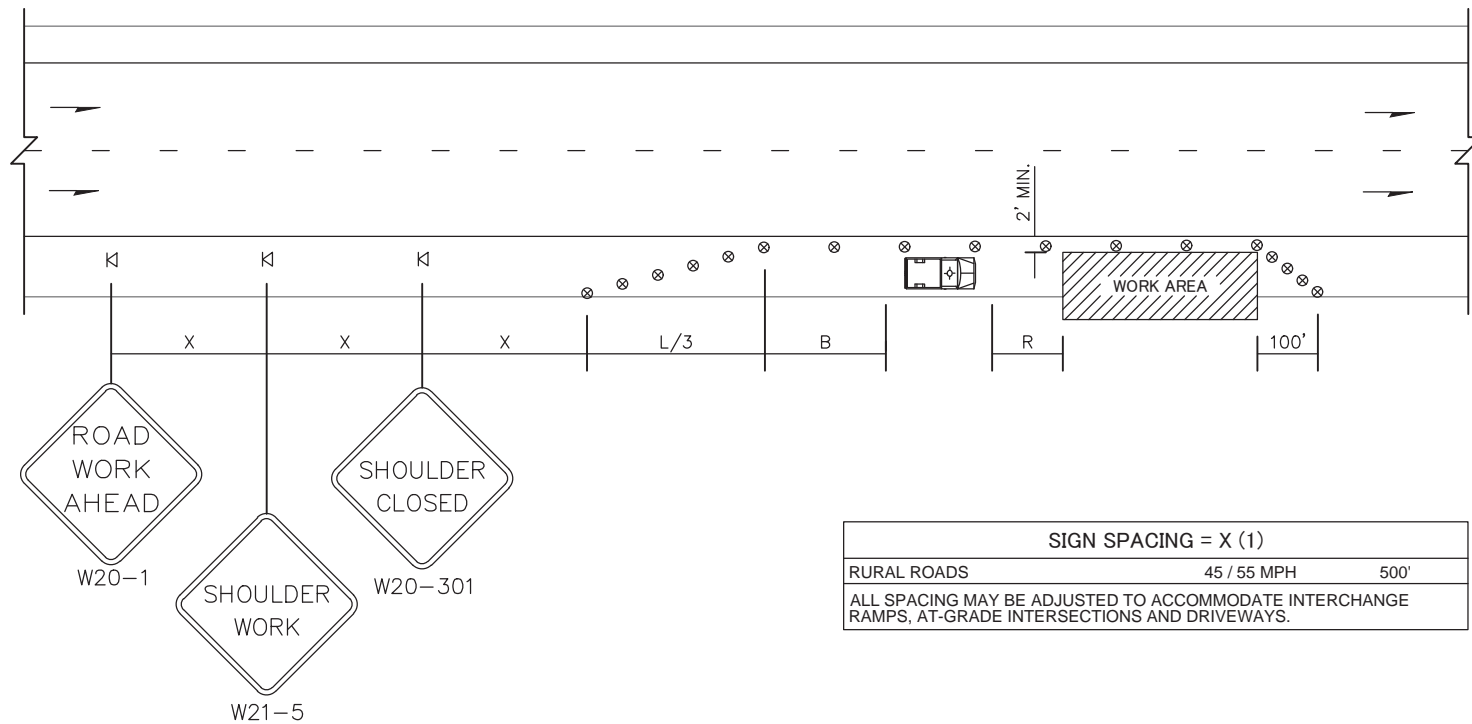 2' MIN.
WORK AREA
X
X
X
L/3
B
R
100'
ROAD
WORK
AHEAD
W20-1
SHOULDER
WORK
W21-5
SHOULDER
CLOSED
W20-301
SIGN SPACING = X (1)
RURAL ROADS 45 / 55 MPH 500'
ALL SPACING MAY BE ADJUSTED TO ACCOMMODATE INTERCHANGE
RAMPS, AT-GRADE INTERSECTIONS AND DRIVEWAYS.